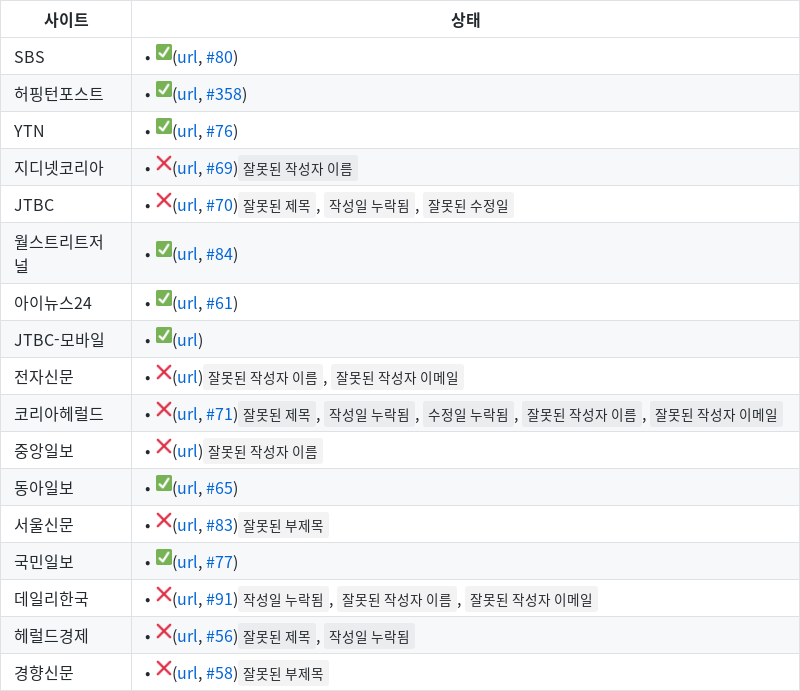 사이트 상태
SBS • ✅(url, #80)
허핑턴포스트 • ✅(url, #358)
YTN • ✅(url, #76)
지디넷코리아 • ❌(url, #69) 잘못된 작성자 이름
JTBC • ❌(url, #70) 잘못된 제목 , 작성일 누락됨 , 잘못된 수정일
월스트리트저
널 • ✅(url, #84)
아이뉴스24 • ✅(url, #61)
JTBC-모바일 • ✅(url)
전자신문 • ❌(url) 잘못된 작성자 이름 , 잘못된 작성자 이메일
코리아헤럴드 • ❌(url, #71) 잘못된 제목 , 작성일 누락됨 , 수정일 누락됨 , 잘못된 작성자 이름 , 잘못된 작성자 이메일
중앙일보 • ❌(url) 잘못된 작성자 이름
동아일보 • ✅(url, #65)
서울신문 • ❌(url, #83) 잘못된 부제목
국민일보 • ✅(url, #77)
데일리한국 • ❌(url, #91) 작성일 누락됨 , 잘못된 작성자 이름 , 잘못된 작성자 이메일
헤럴드경제 • ❌(url, #56) 잘못된 제목 , 작성일 누락됨
경향신문 • ❌(url, #58) 잘못된 부제목